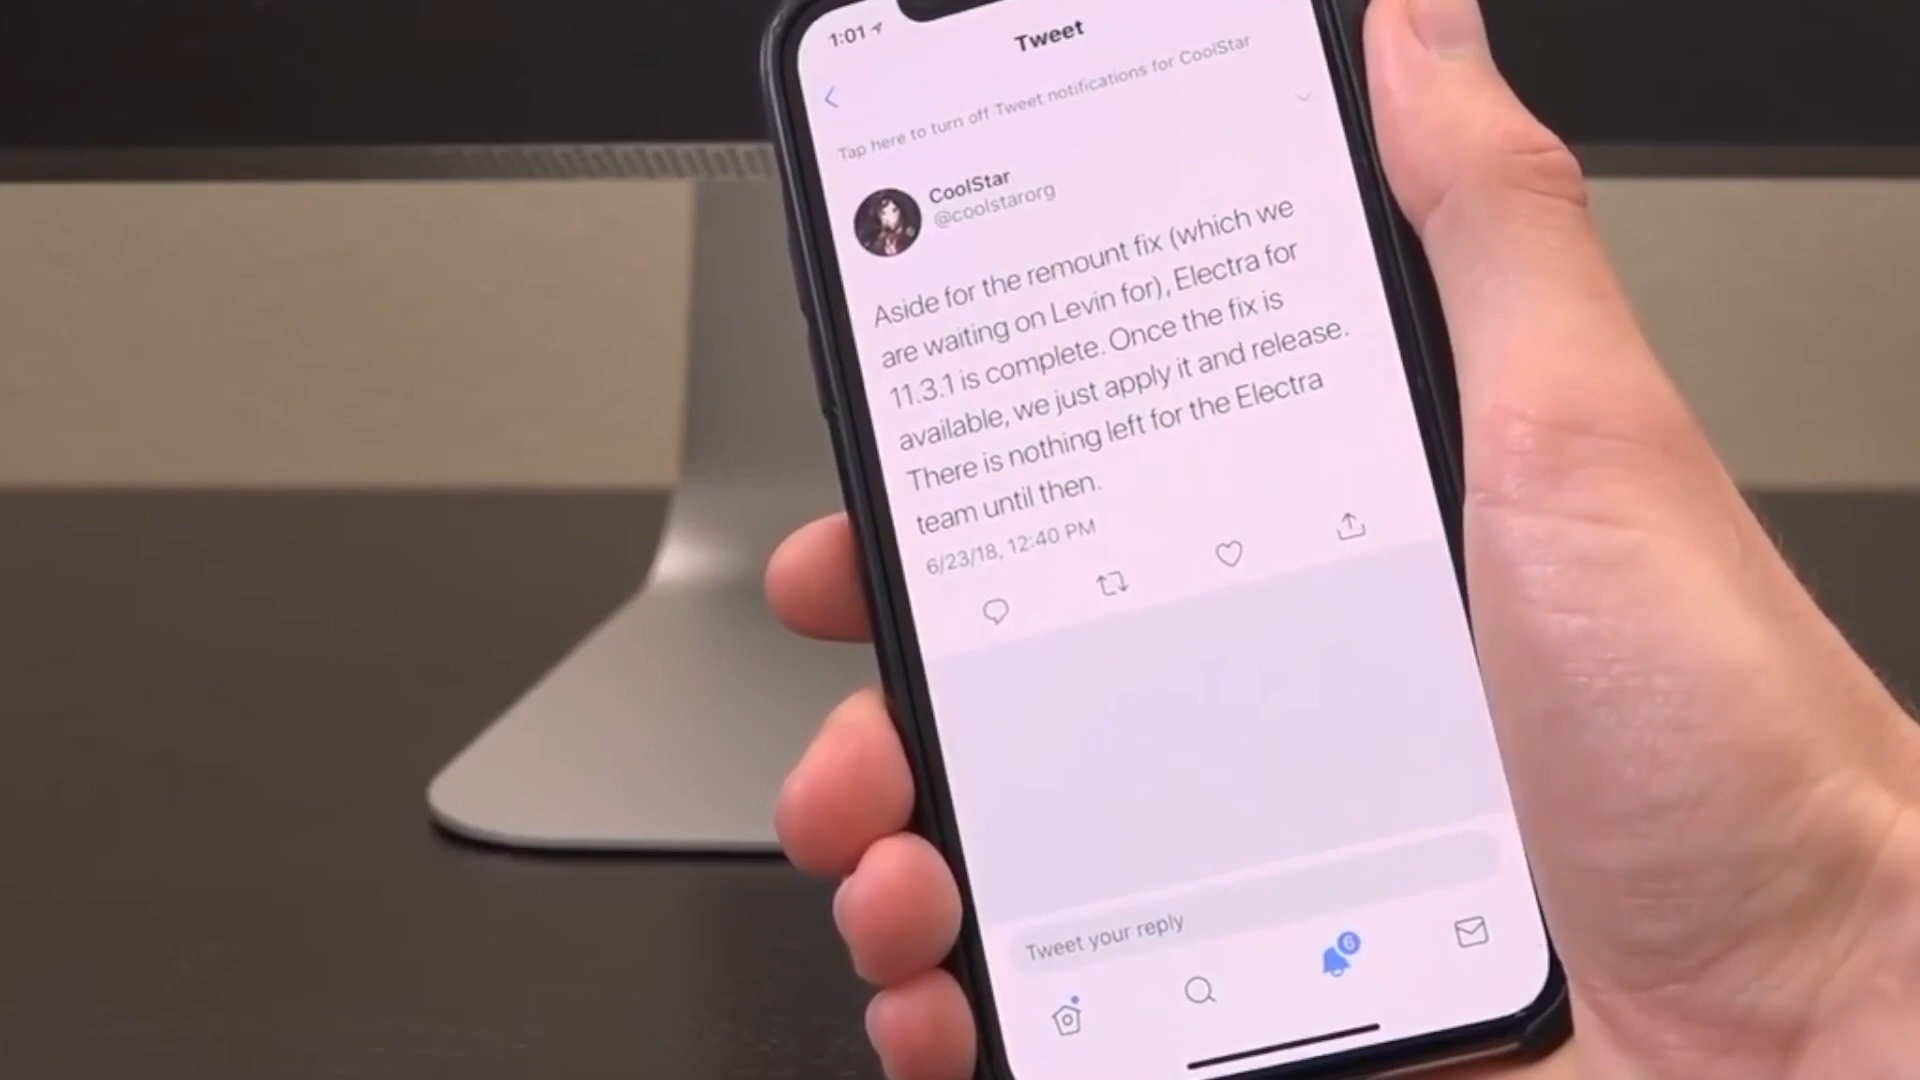 1:01
Tweet
Tap here to turn off Tweet notifications for CoolStar
CoolStar
@coolstarorg
Aside for the remount fix (which we
are waiting on Levin for), Electra for
11.3.1 is complete. Once the fix is
available, we just apply it and release.
There is nothing left for the Electra
team until then.
6/23/18, 12:40 PM
Tweet your reply
6